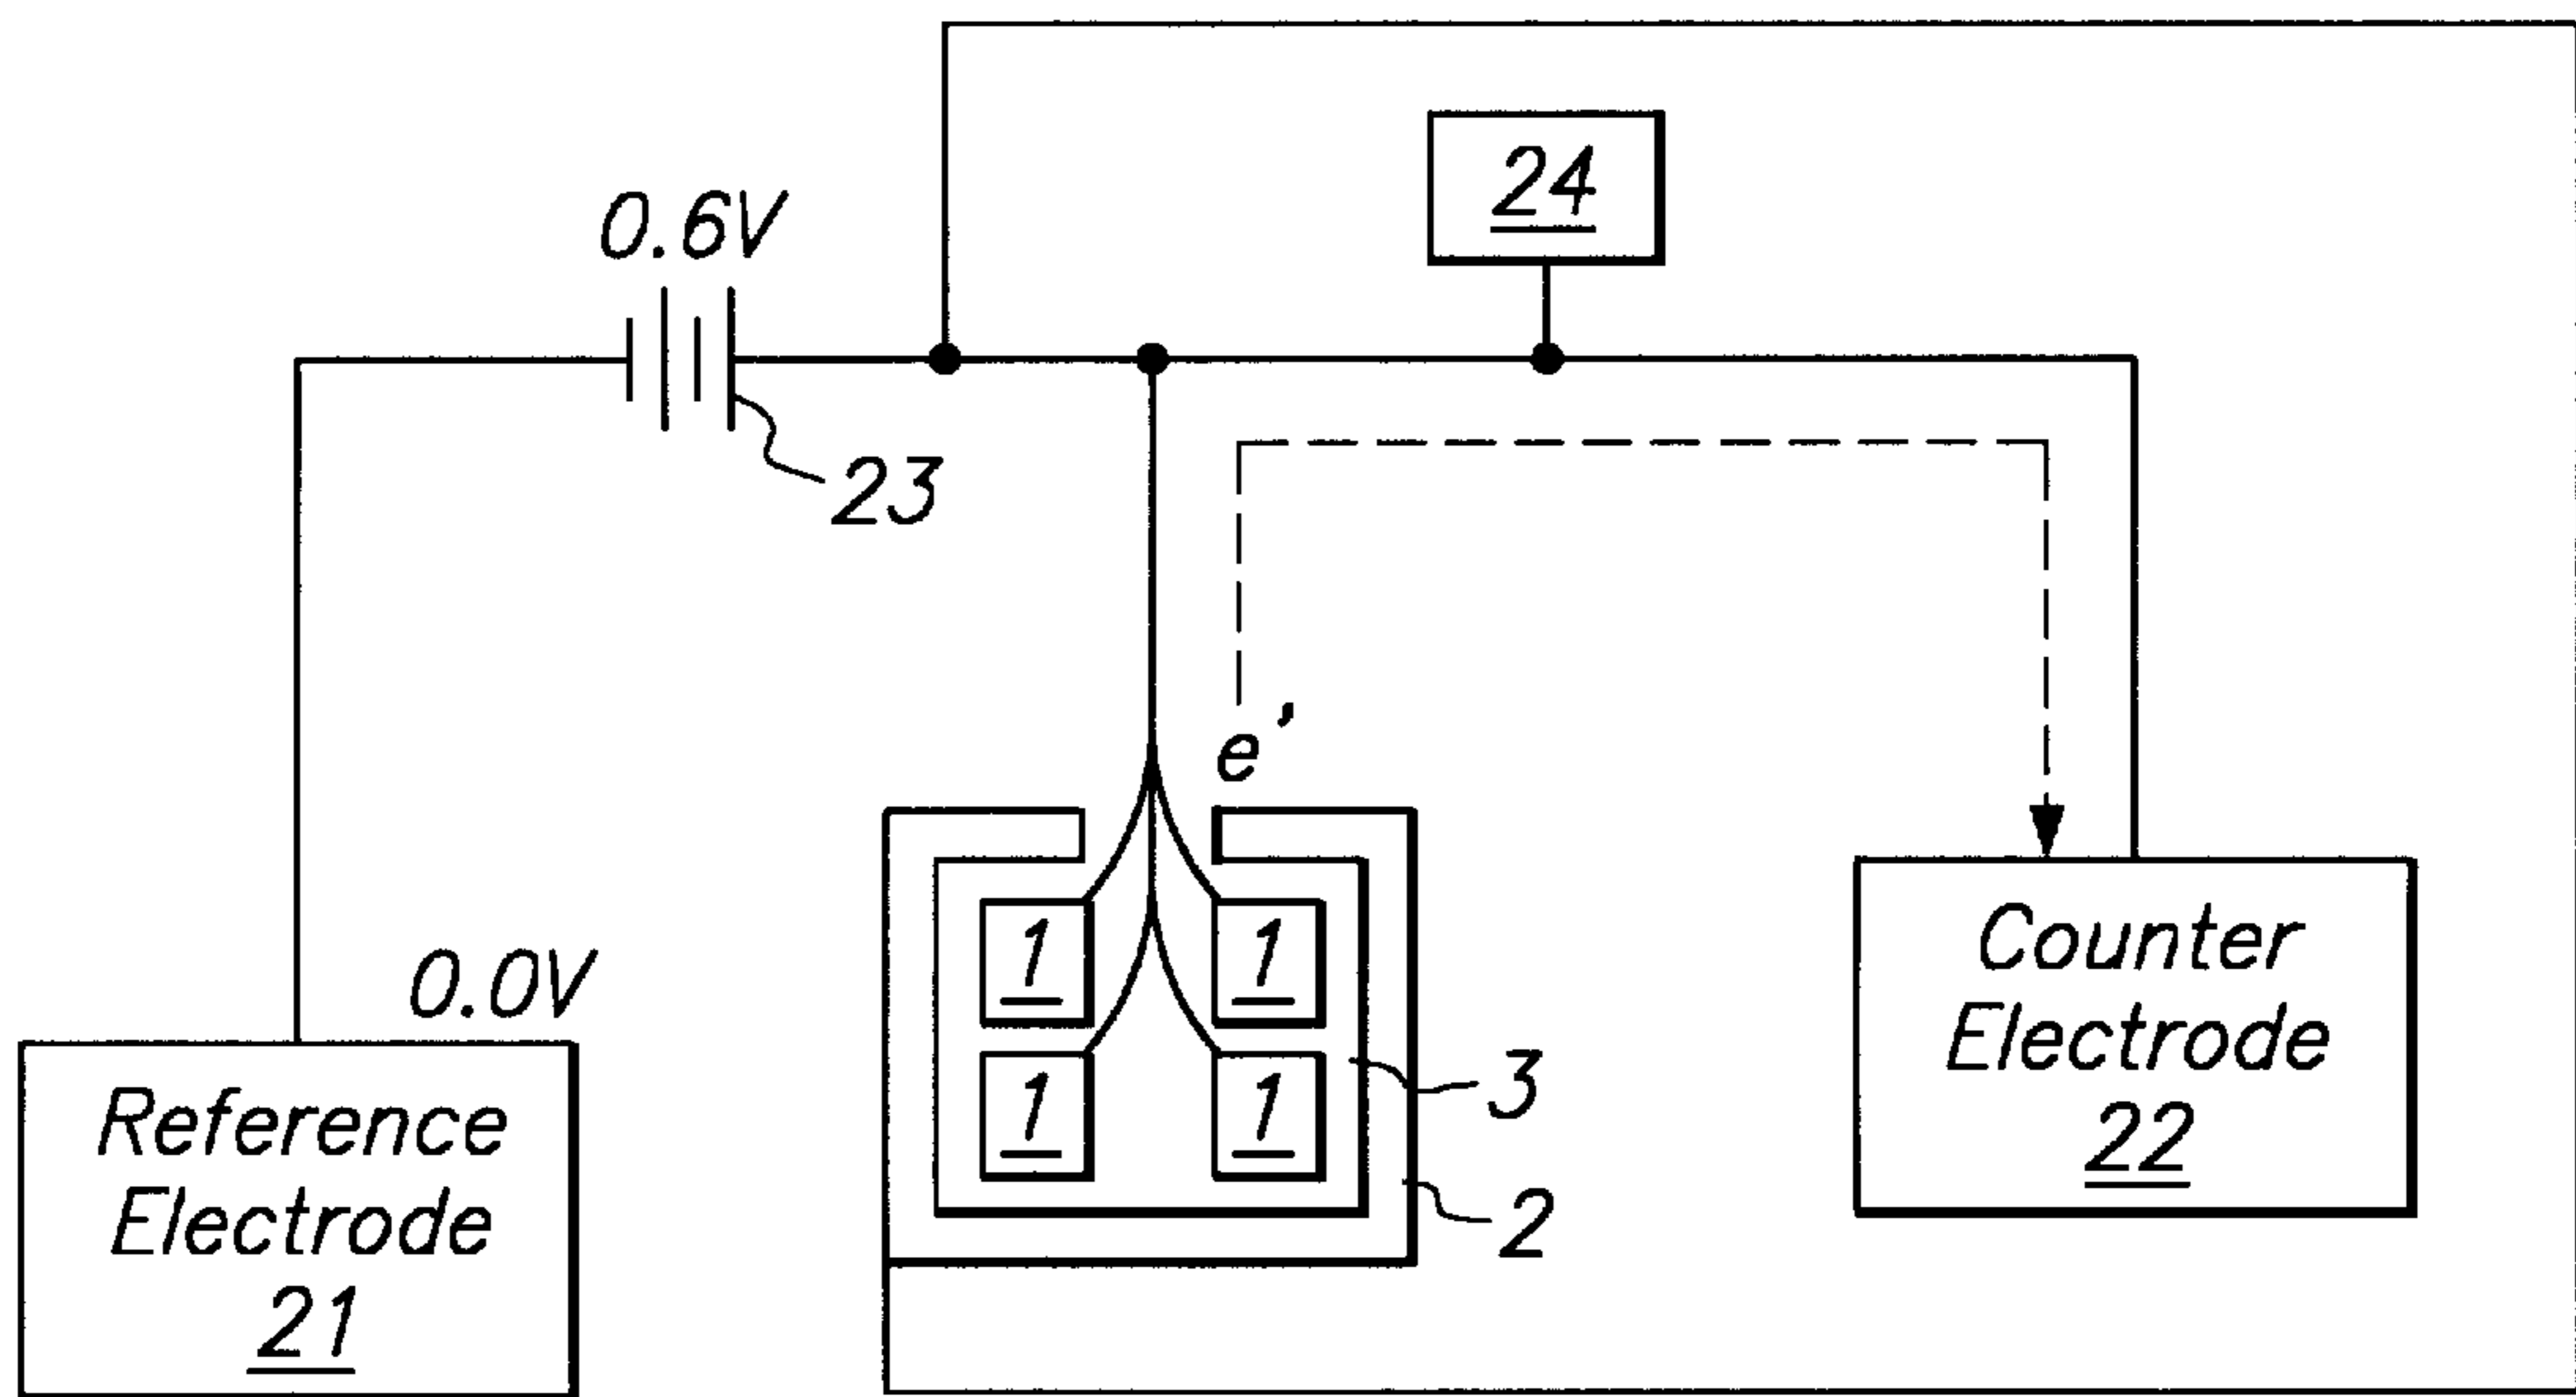 24
0.6V
23
e'
0.0V
1
1
1
1
3
2
Reference
Electrode
21
Counter
Electrode
22